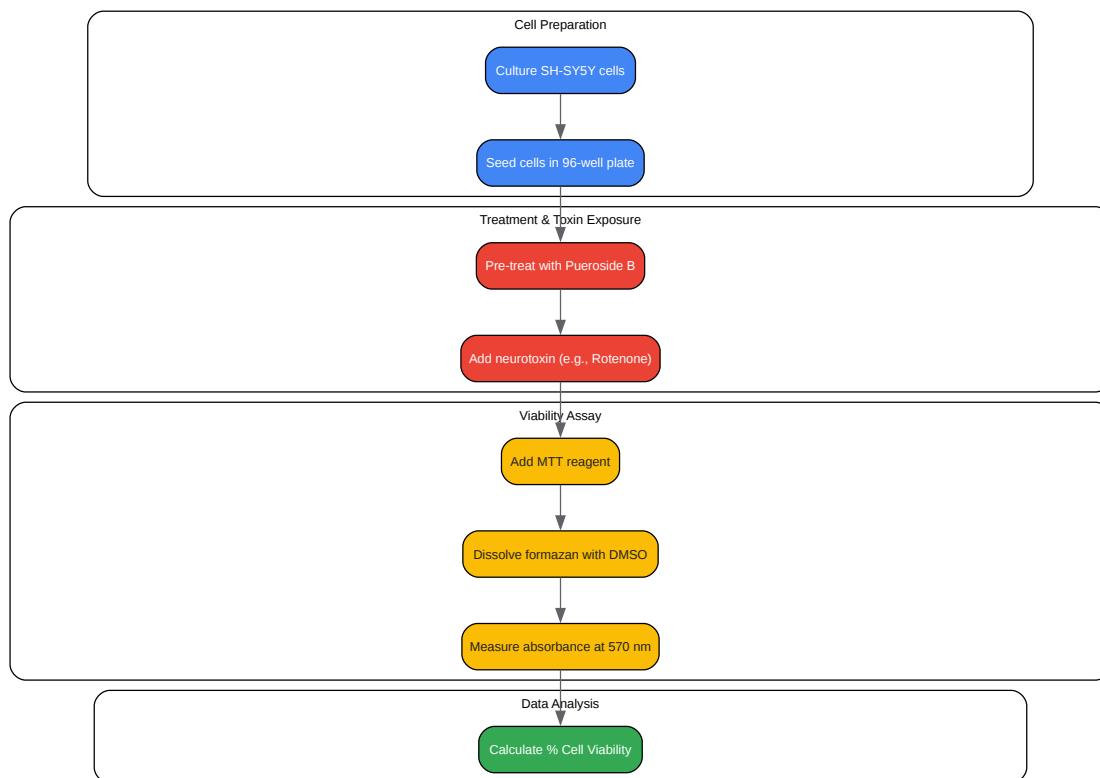 Cell Preparation
Culture SH-SY5Y cells
Seed cells in 96-well plate
Treatment & Toxin Exposure
Pre-treat with Pueroside B
Add neurotoxin (e.g., Rotenone)
Viability Assay
Add MTT reagent
Dissolve formazan with DMSO
Measure absorbance at 570 nm
Data Analysis
Calculate % Cell Viability